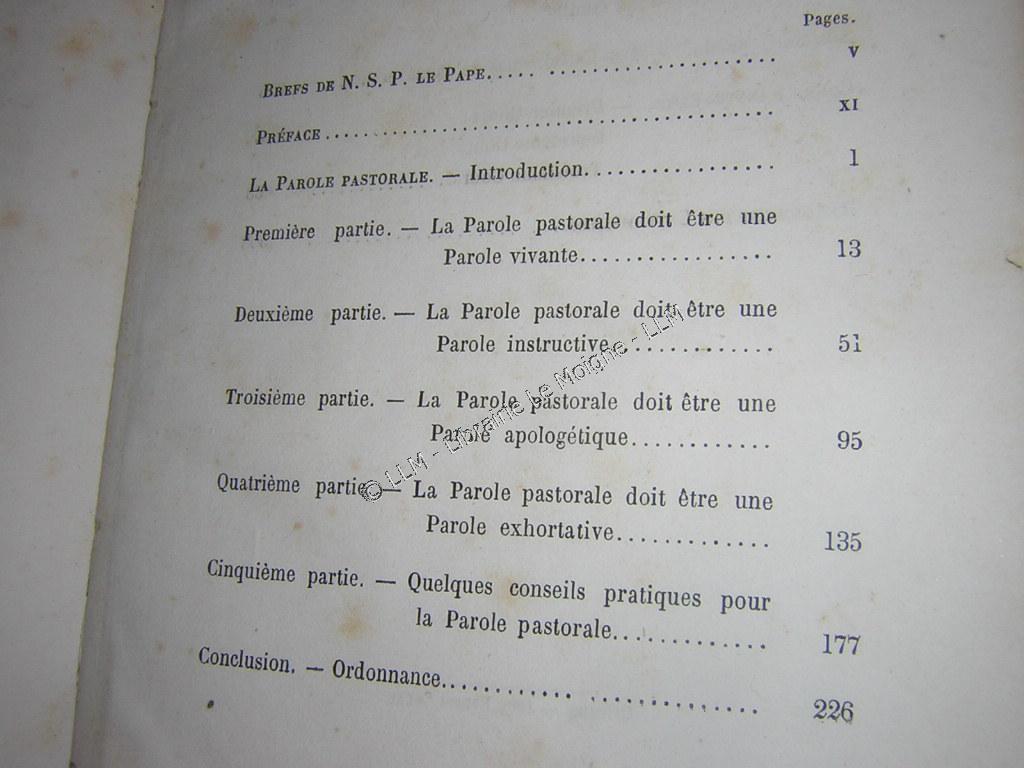 Pages.
BREFS DE N. S. P. LE PAPE..... ..................... V
PRÉFACE........................................ XI
LA PAROLE PASTORALE. — Introduction................. 1
Première partie. — La Parole pastorale doit être une
Parole vivante................. 13
Deuxième partie. — La Parole pastorale doit être une
Parole instructive.............. 51
Troisième partie. — La Parole pastorale doit être une
Parole apologétique............ 95
Quatrième partie. — La Parole pastorale doit être une
Parole exhortative............. 135
Cinquième partie. — Quelques conseils pratiques pour
la Parole pastorale............. 177
Conclusion. — Ordonnance............ ............. 226
© LLM - Librairie Le Moigne - LLM